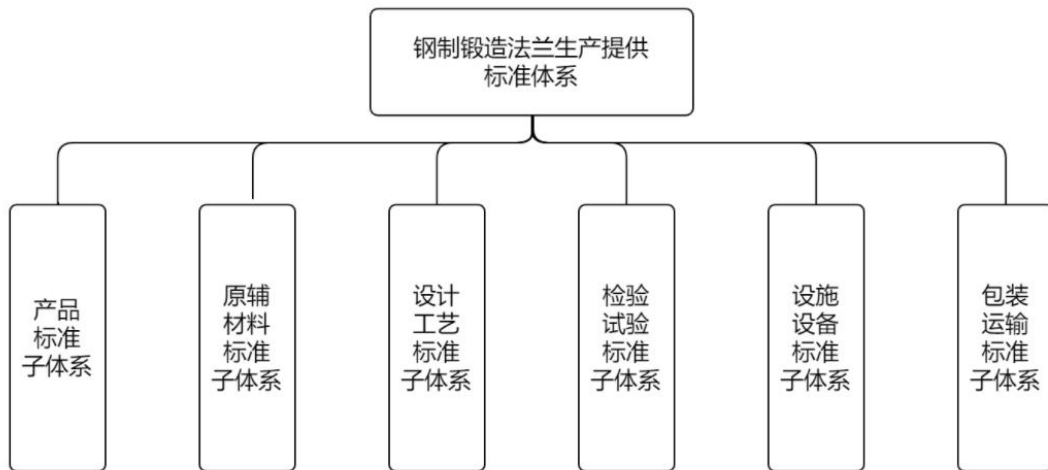 钢制锻造法兰生产提供
标准体系
产品
标准
子体系
原辅
材料
标准
子体系
设计
工艺
标准
子体系
检验
试验
标准
子体系
设施
设备
标准
子体系
包装
运输
标准
子体系